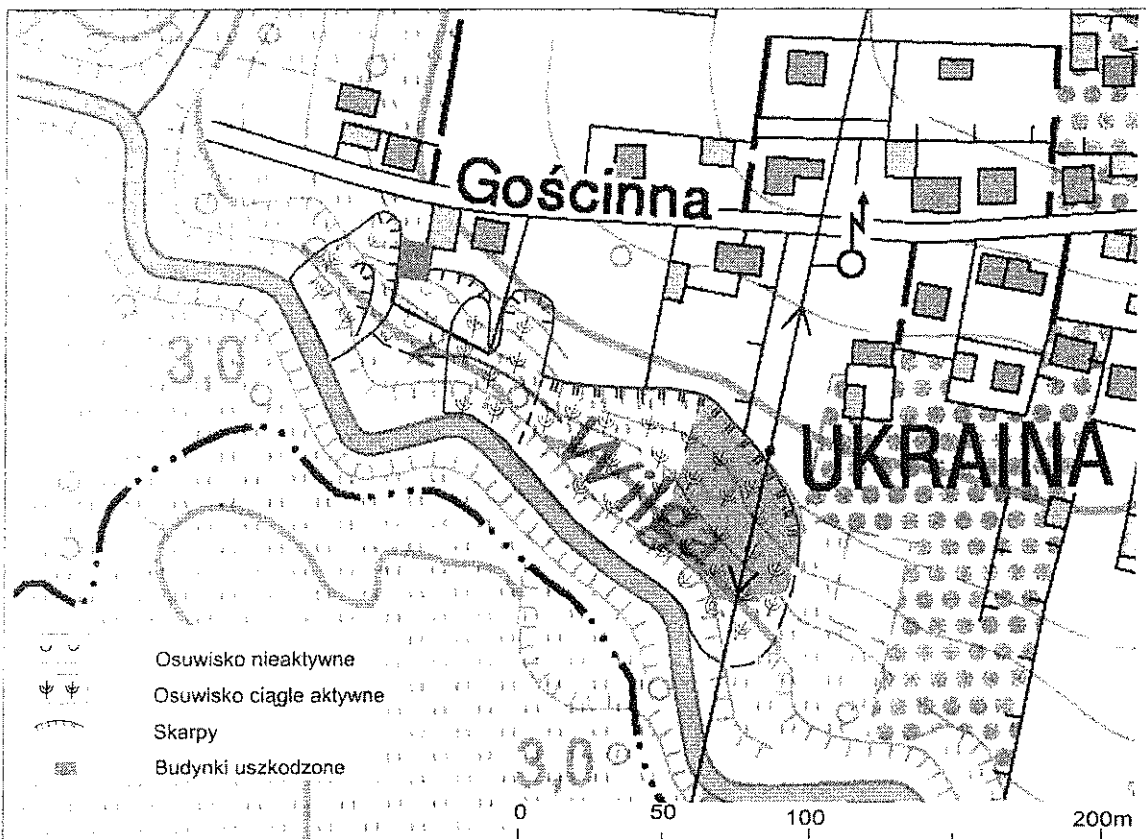 Gościnna
3,0
UKRAINA
Wilga
Osuwisko nieaktywne
Osuwisko ciągle aktywne
Skarpy
Budynki uszkodzone
3,0
0 50 100 200m